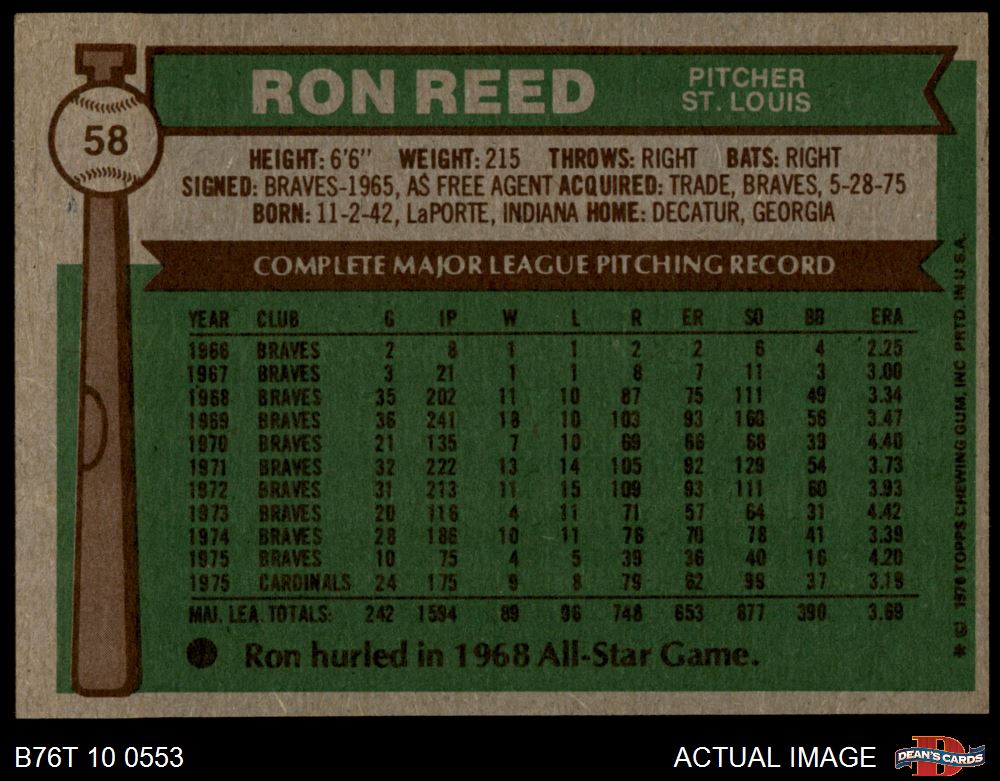 RON REED
PITCHER
ST. LOUIS
58
HEIGHT: 6'6" WEIGHT: 215 THROWS: RIGHT BATS: RIGHT
SIGNED: BRAVES-1965, AS FREE AGENT ACQUIRED: TRADE, BRAVES, 5-28-75
BORN: 11-2-42, LaPORTE, INDIANA HOME: DECATUR, GEORGIA
COMPLETE MAJOR LEAGUE PITCHING RECORD
YEAR CLUB G IP W L R ER SO BB ERA
1966 BRAVES 2 8 1 1 2 2 6 4 2.25
1967 BRAVES 3 21 1 1 8 7 11 3 3.00
1968 BRAVES 35 202 11 10 87 75 111 49 3.34
1969 BRAVES 36 241 18 10 103 93 160 56 3.47
1970 BRAVES 21 135 7 10 69 66 68 39 4.40
1971 BRAVES 32 222 13 14 105 92 129 54 3.73
1972 BRAVES 31 213 11 15 109 93 111 60 3.93
1973 BRAVES 20 116 4 11 71 57 64 31 4.42
1974 BRAVES 28 186 10 11 76 70 78 41 3.39
1975 BRAVES 10 75 4 5 39 36 40 16 4.20
1975 CARDINALS 24 175 9 8 79 62 99 37 3.19
MAJ. LEA. TOTALS: 242 1594 89 96 748 653 877 390 3.69
Ron hurled in 1968 All-Star Game.
* © 1976 TOPPS CHEWING GUM, INC PRTD. IN U.S.A.
B76T 10 0553
ACTUAL IMAGE
D
DEAN'S CARDS